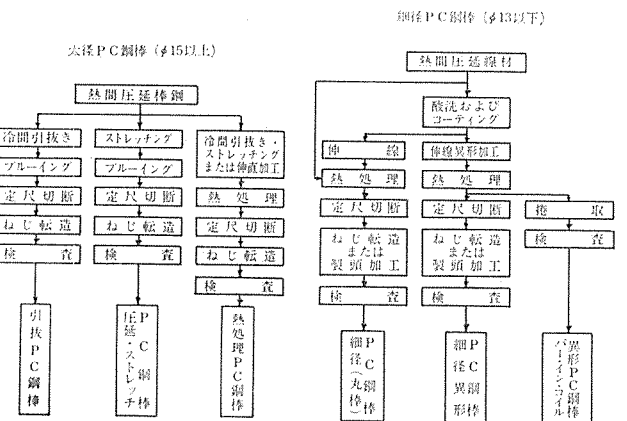 太径PC鋼棒 (φ15以上)
熱間圧延棒鋼
冷間引抜き
ブルーイング
定尺切断
ねじ転造
検査
引抜PC鋼棒
ストレッチング
ブルーイング
定尺切断
ねじ転造
検査
圧延・ストレッチ
PC鋼棒
冷間引抜き・
ストレッチング
または伸直加工
熱処理
定尺切断
ねじ転造
検査
熱処理PC鋼棒
細径PC鋼棒 (φ13以下)
熱間圧延線材
酸洗および
コーティング
伸線
熱処理
定尺切断
ねじ転造
または
製頭加工
検査
細径(丸棒)
PC鋼棒
伸線異形加工
熱処理
定尺切断
ねじ転造
または
製頭加工
検査
細径異形
PC鋼棒
捲取
検査
異形PC鋼棒
バーインコイル